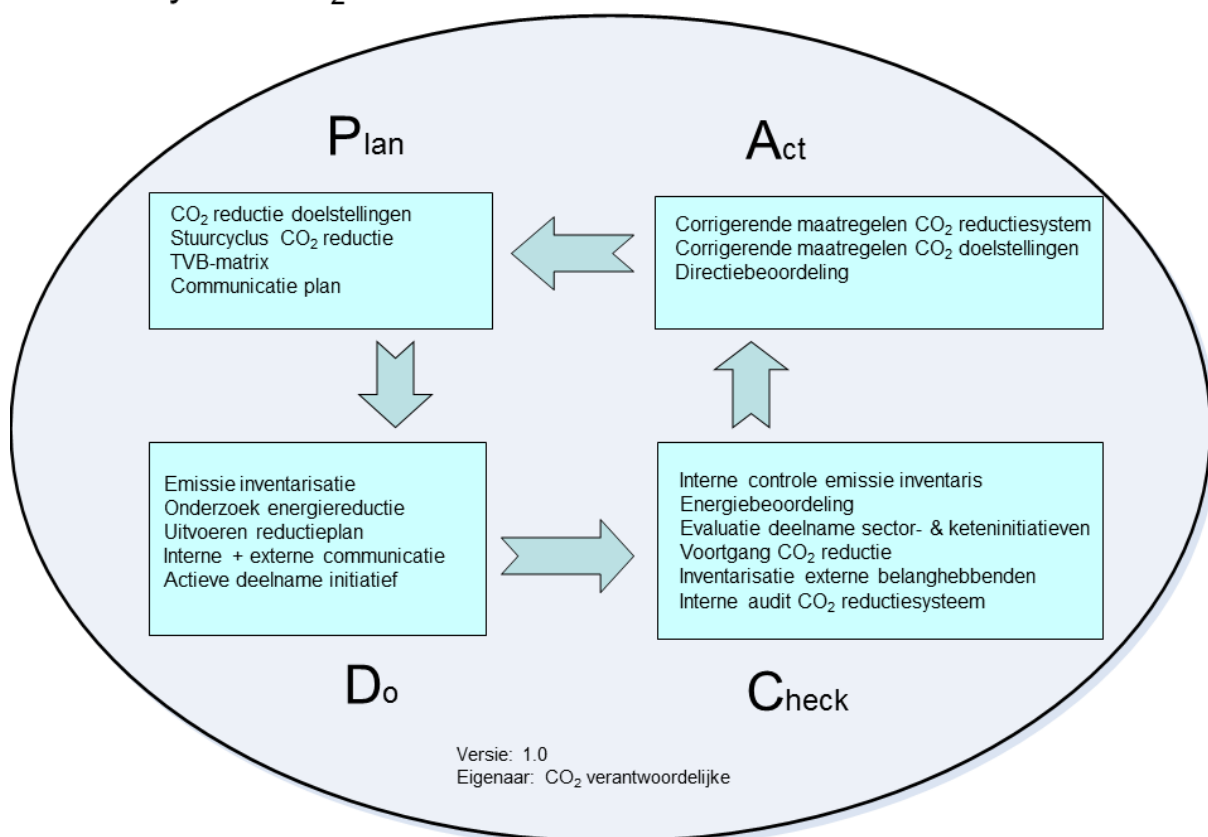 Plan
CO₂ reductie doelstellingen
Stuurcyclus CO₂ reductie
TVB-matrix
Communicatie plan
Act
Corrigerende maatregelen CO₂ reductiesystem
Corrigerende maatregelen CO₂ doelstellingen
Directiebeoordeling
Emissie inventarisatie
Onderzoek energiereductie
Uitvoeren reductieplan
Interne + externe communicatie
Actieve deelname initiatief
Do
Interne controle emissie inventaris
Energiebeoordeling
Evaluatie deelname sector- & keteninitiatieven
Voortgang CO₂ reductie
Inventarisatie externe belanghebbenden
Interne audit CO₂ reductiesysteem
Check
Versie: 1.0
Eigenaar: CO₂ verantwoordelijke